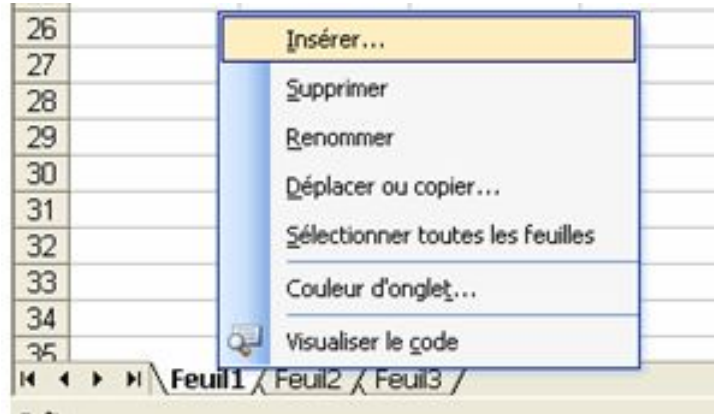 26
Insérer...
27
28
Supprimer
29
Renommer
30
Déplacer ou copier...
31
32
Sélectionner toutes les feuilles
33
Couleur d'onglet...
34
Visualiser le code
35
Feuil1 / Feuil2 / Feuil3 /